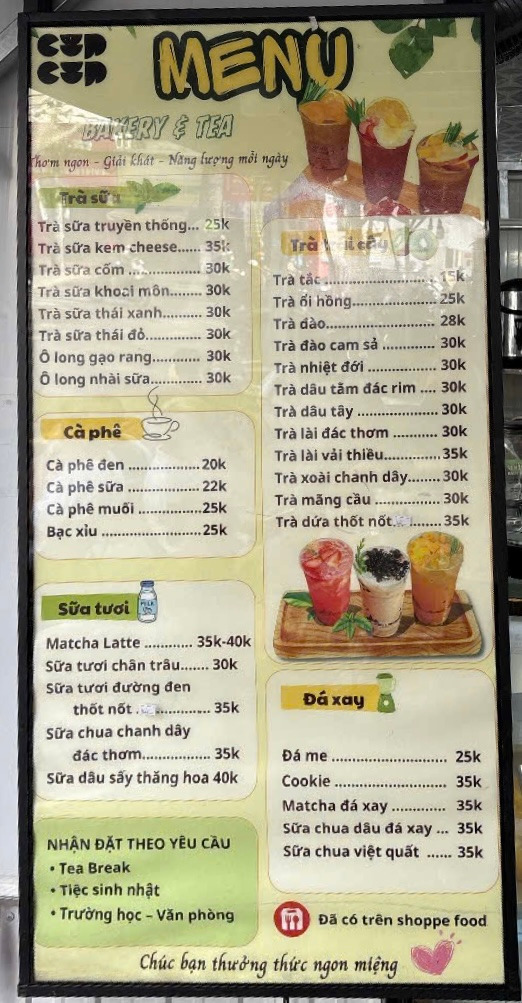 CUP CUP
MENU
BAKERY & TEA
Thơm ngon - Giải khát - Năng lượng mỗi ngày
Trà sữa
Trà sữa truyền thống... 25k
Trà sữa kem cheese..... 35k
Trà sữa cốm .................. 30k
Trà sữa khoai môn........ 30k
Trà sữa thái xanh.......... 30k
Trà sữa thái đỏ.............. 30k
Ô long gạo rang............ 30k
Ô long nhài sữa............. 30k
Cà phê
Cà phê đen ..................20k
Cà phê sữa .................. 22k
Cà phê muối ................25k
Bạc xỉu .........................25k
Sữa tươi
MILK
Matcha Latte ............ 35k-40k
Sữa tươi chân trâu....... 30k
Sữa tươi đường đen
thốt nốt .................. 35k
Sữa chua chanh dây
đác thơm................. 35k
Sữa dâu sấy thăng hoa 40k
NHẬN ĐẶT THEO YÊU CẦU
• Tea Break
• Tiệc sinh nhật
• Trường học – Văn phòng
Trà trái cây
Trà tắc .............................. 15k
Trà ổi hồng......................25k
Trà đào............................ 28k
Trà đào cam sả ............... 30k
Trà nhiệt đới ................... 30k
Trà dâu tằm đác rim .... 30k
Trà dâu tây .................... 30k
Trà lài đác thơm ........... 30k
Trà lài vải thiều..............35k
Trà xoài chanh dây........30k
Trà mãng cầu ................. 30k
Trà dứa thốt nốt............ 35k
Đá xay
Đá me ............................. 25k
Cookie ............................ 35k
Matcha đá xay ............. 35k
Sữa chua dâu đá xay ... 35k
Sữa chua việt quất ...... 35k
Đã có trên shoppe food
Chúc bạn thưởng thức ngon miệng